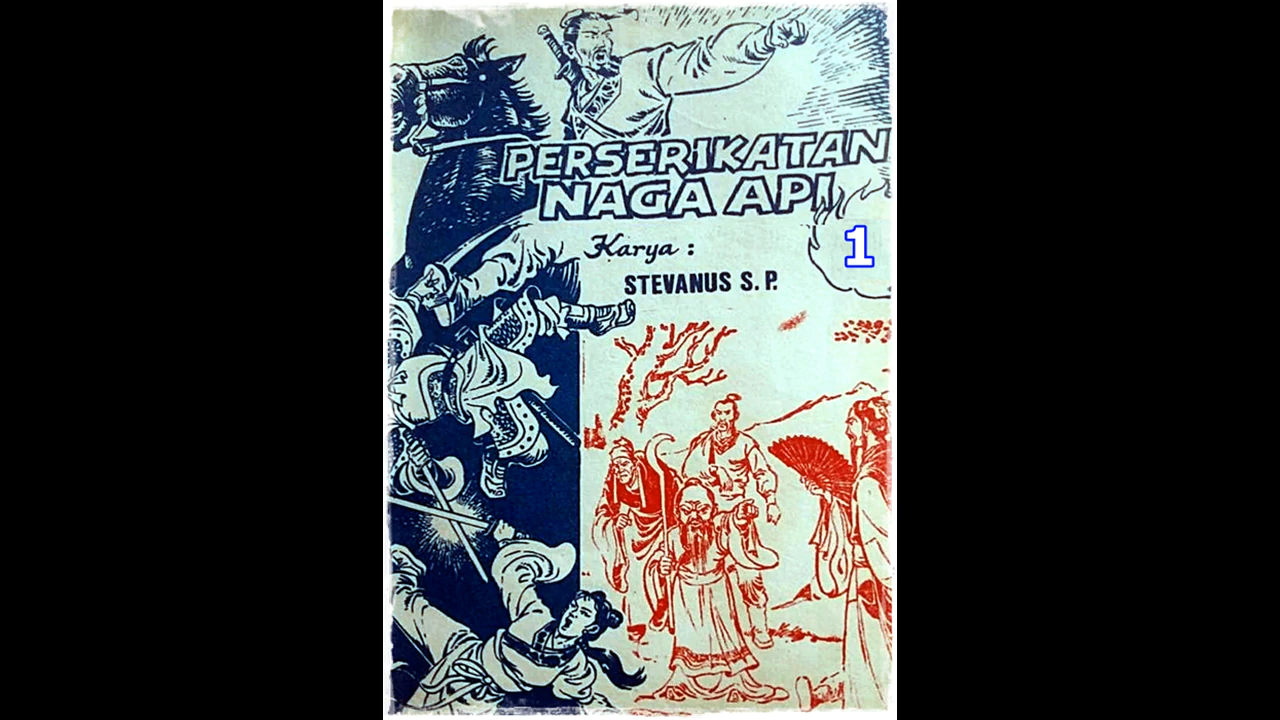 PERSERIKATAN
NAGA API
1
Karya :
STEVANUS S. P.